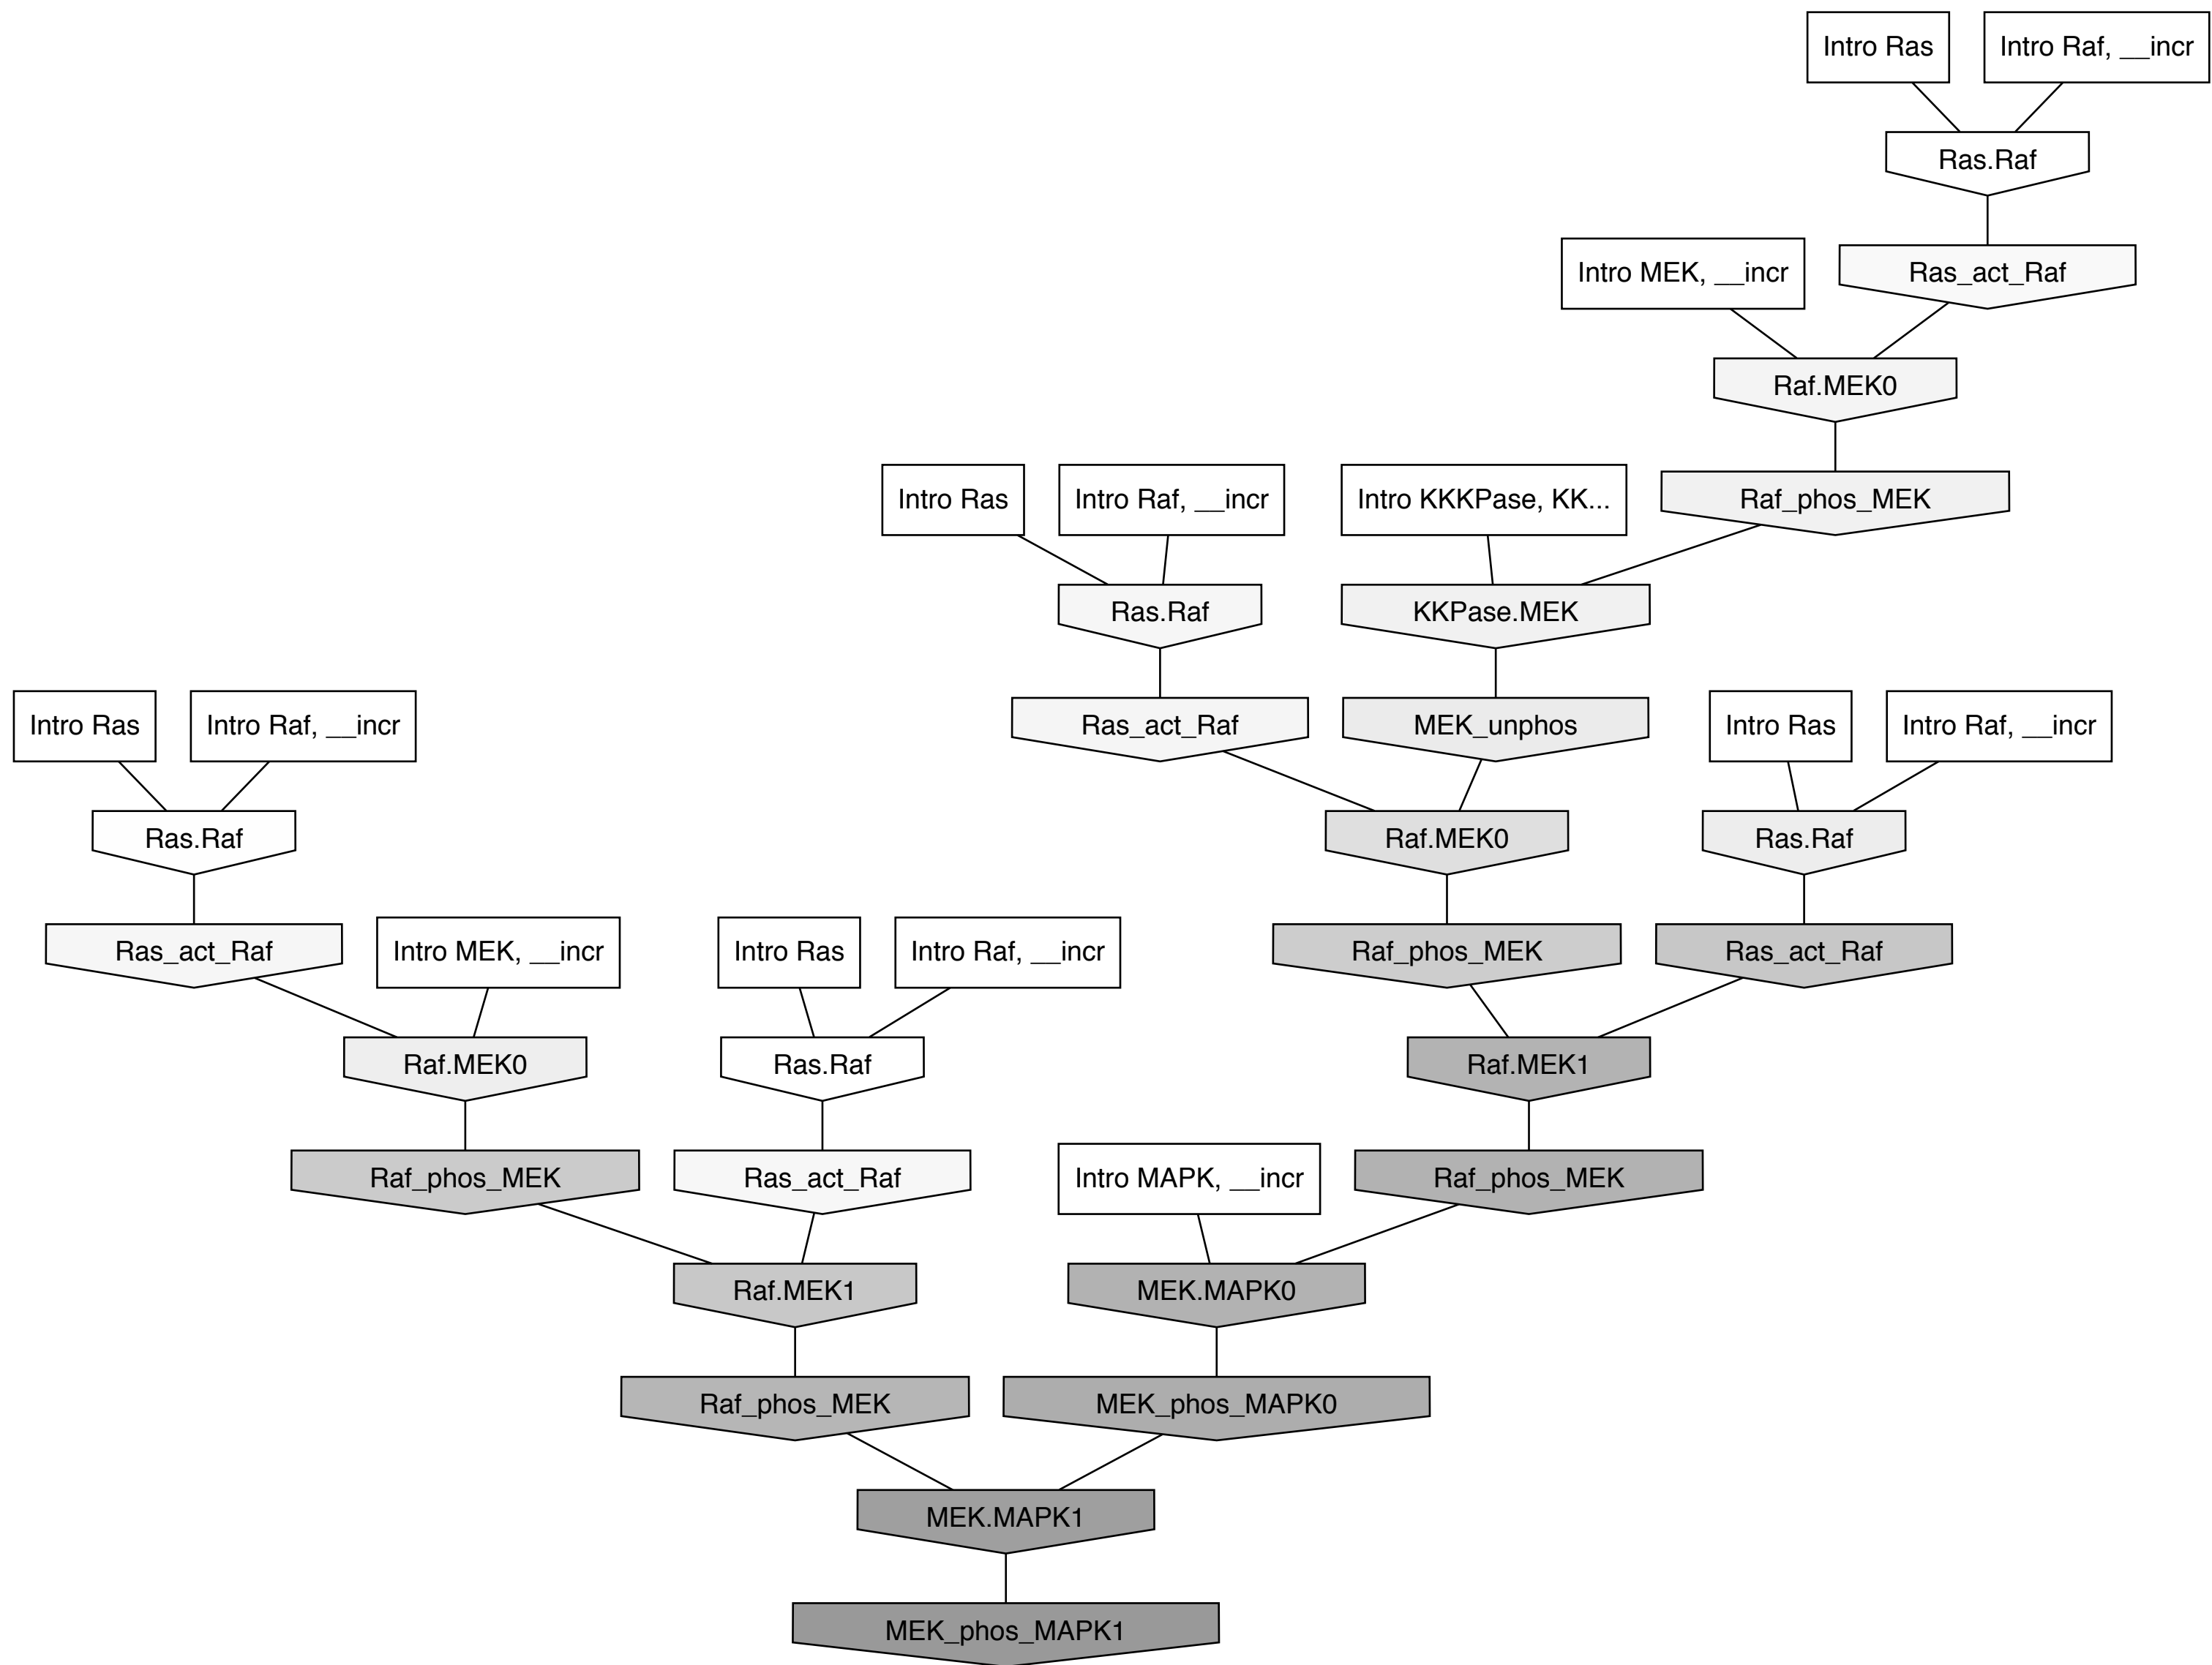 Intro Ras
Intro Raf, __incr
Ras.Raf
Intro MEK, __incr
Ras_act_Raf
Raf.MEK0
Intro Ras
Intro Raf, __incr
Intro KKKPase, KK...
Raf_phos_MEK
Ras.Raf
KKPase.MEK
Intro Ras
Intro Raf, __incr
Ras_act_Raf
MEK_unphos
Intro Ras
Intro Raf, __incr
Ras.Raf
Raf.MEK0
Ras.Raf
Ras_act_Raf
Intro MEK, __incr
Intro Ras
Intro Raf, __incr
Raf_phos_MEK
Ras_act_Raf
Raf.MEK0
Ras.Raf
Raf.MEK1
Raf_phos_MEK
Ras_act_Raf
Intro MAPK, __incr
Raf_phos_MEK
Raf.MEK1
MEK.MAPK0
Raf_phos_MEK
MEK_phos_MAPK0
MEK.MAPK1
MEK_phos_MAPK1